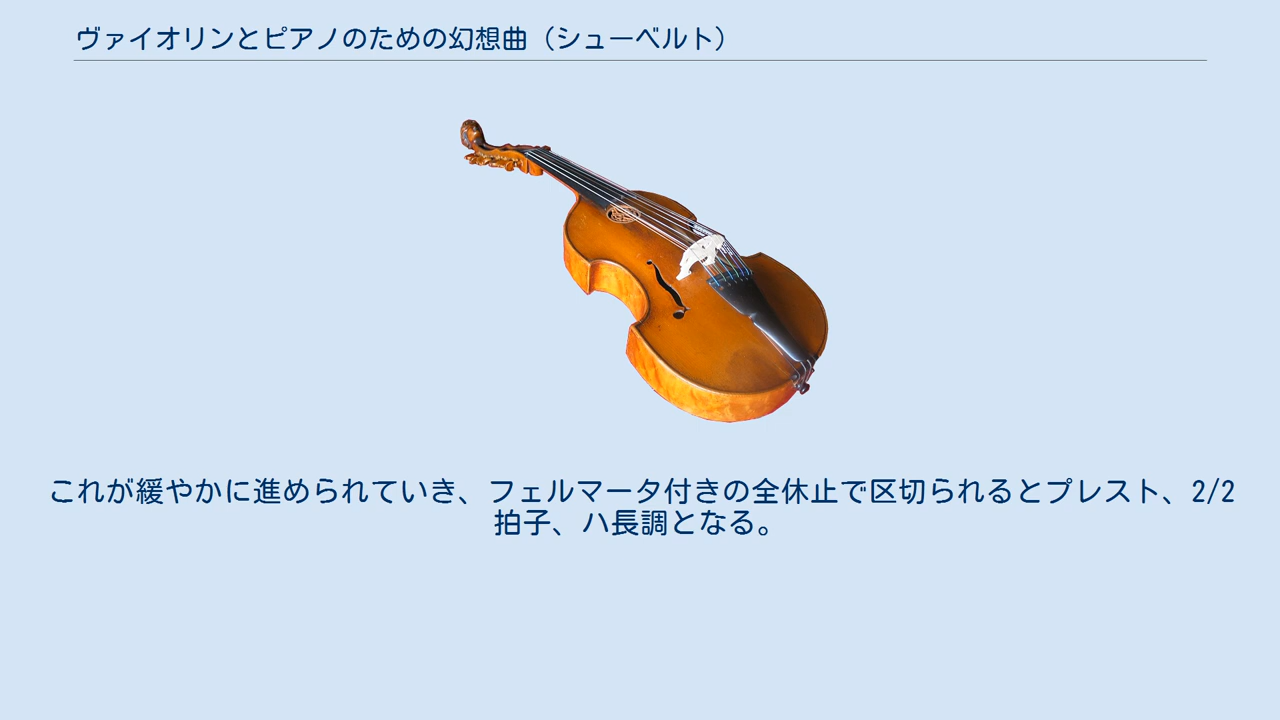 ヴァイオリンとピアノのための幻想曲（シューベルト）
これが緩やかに進められていき、フェルマータ付きの全休止で区切られるとプレスト、2/2
拍子、ハ長調となる。